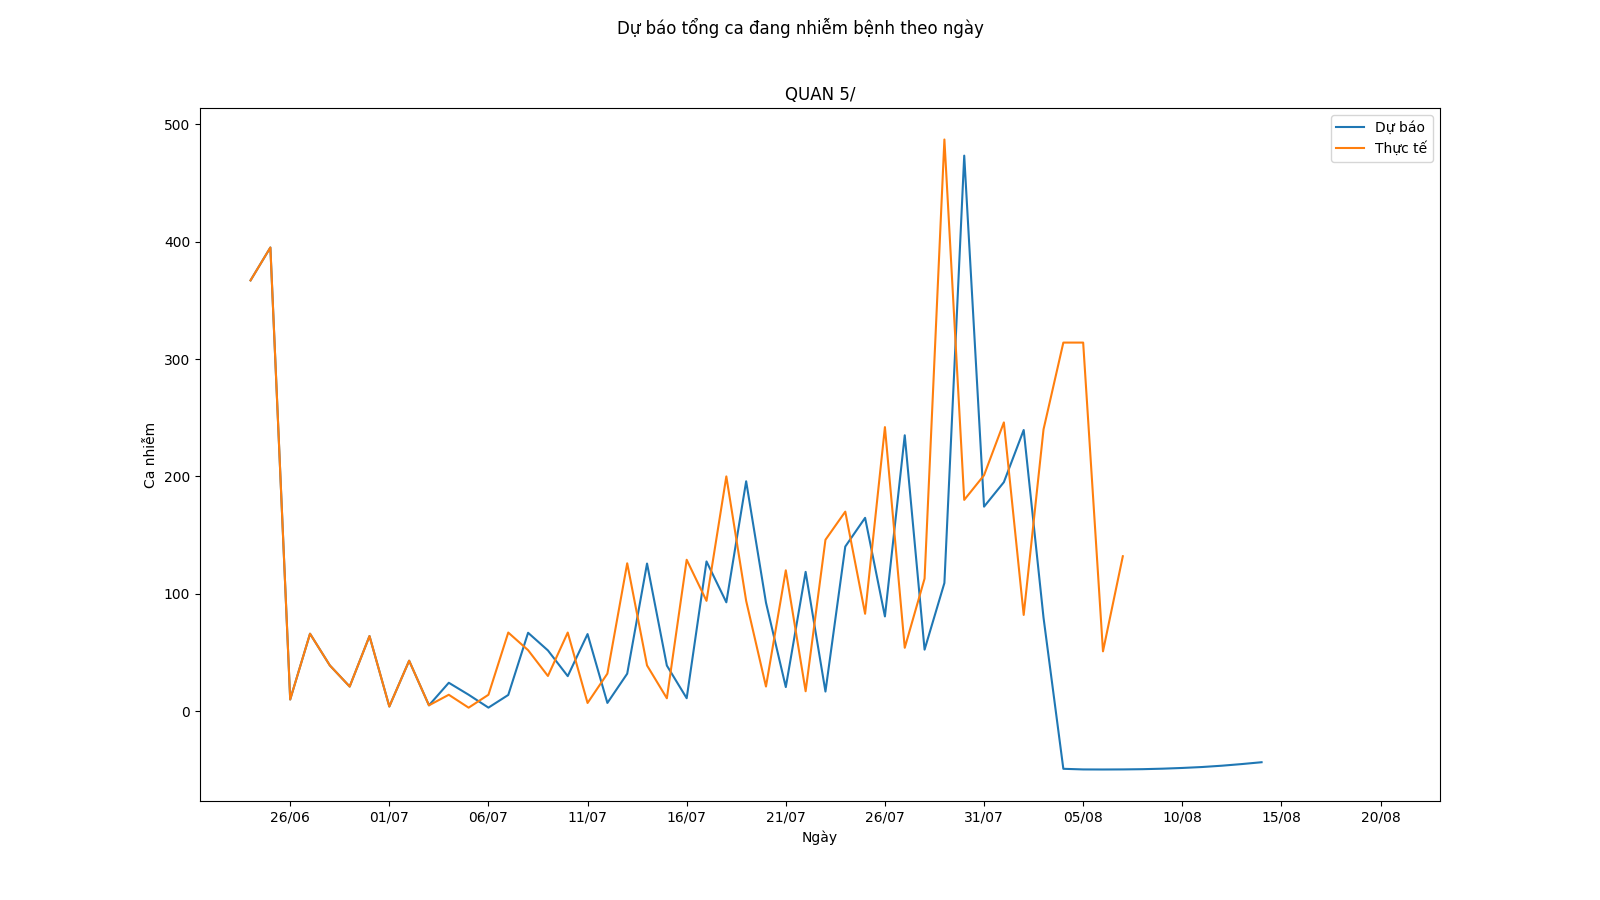 Dự báo tổng ca đang nhiễm bệnh theo ngày
QUAN 5/
Dự báo
Thực tế
500
400
300
200
100
0
Ca nhiễm
26/06 01/07 06/07 11/07 16/07 21/07 26/07 31/07 05/08 10/08 15/08 20/08
Ngày